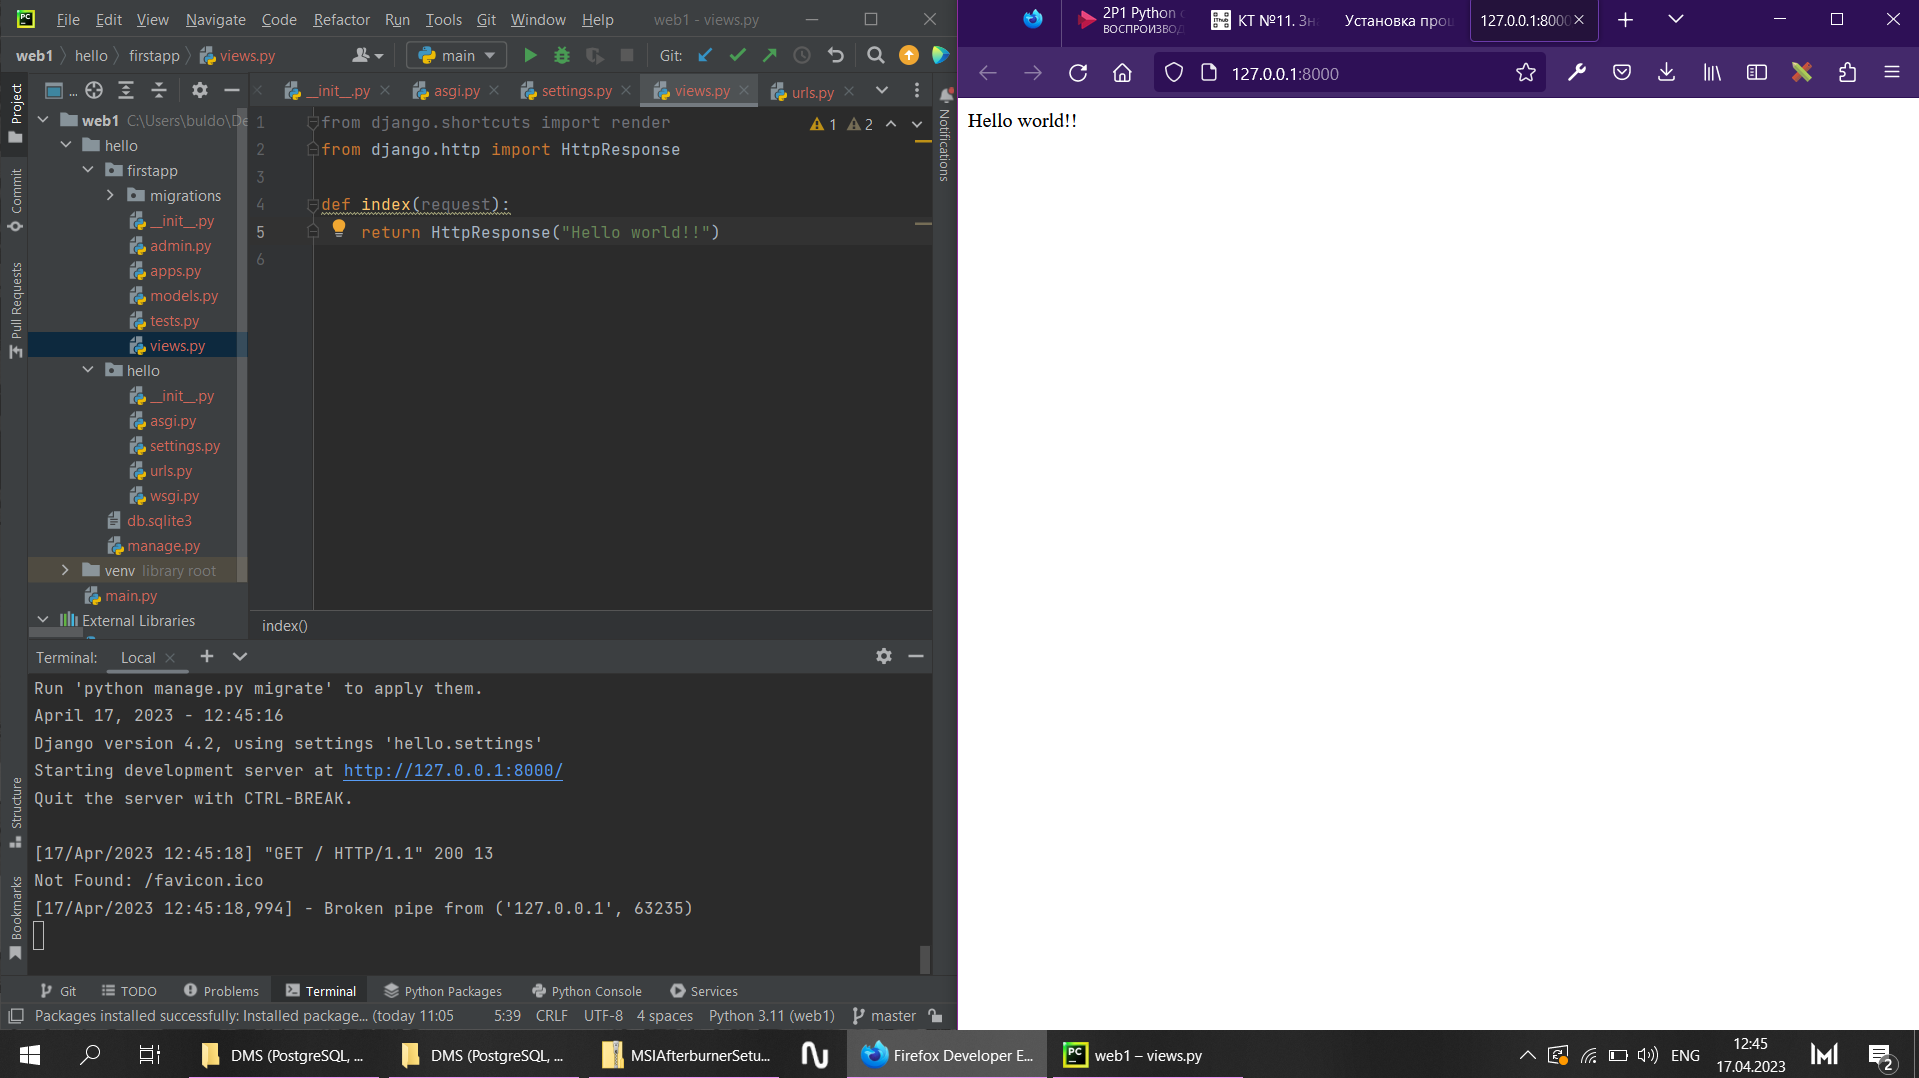 File Edit View Navigate Code Refactor Run Tools Git Window Help web1 - views.py
web1 hello firstapp views.py main Git:
Project
Commit
Pull Requests
Structure
Bookmarks
...
web1 C:\Users\buldo\De
hello
firstapp
migrations
__init__.py
admin.py
apps.py
models.py
tests.py
views.py
hello
__init__.py
asgi.py
settings.py
urls.py
wsgi.py
db.sqlite3
manage.py
venv library root
main.py
External Libraries
__init__.py asgi.py settings.py views.py urls.py
1 from django.shortcuts import render
2 from django.http import HttpResponse
3
4 def index(request):
5 return HttpResponse("Hello world!!")
6
1 2
index()
Notifications
Terminal: Local
Run 'python manage.py migrate' to apply them.
April 17, 2023 - 12:45:16
Django version 4.2, using settings 'hello.settings'
Starting development server at http://127.0.0.1:8000/
Quit the server with CTRL-BREAK.
[17/Apr/2023 12:45:18] "GET / HTTP/1.1" 200 13
Not Found: /favicon.ico
[17/Apr/2023 12:45:18,994] - Broken pipe from ('127.0.0.1', 63235)
Git TODO Problems Terminal Python Packages Python Console Services
Packages installed successfully: Installed package... (today 11:05 5:39 CRLF UTF-8 4 spaces Python 3.11 (web1) master
2P1 Python
ВОСПРОИЗВОД
IThub
КТ №11. Зн
Установка про
127.0.0.1:8000
127.0.0.1:8000
Hello world!!
DMS (PostgreSQL, ... DMS (PostgreSQL, ... MSIAfterburnerSetu... Firefox Developer E... PC web1 – views.py
ENG
12:45
17.04.2023
2